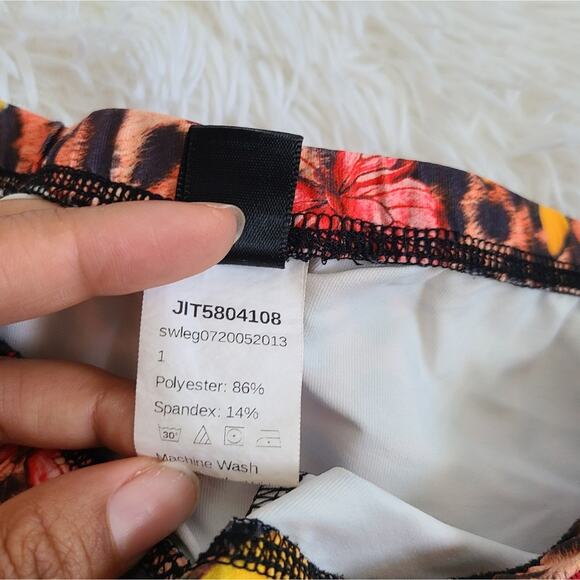 JIT5804108
swleg0720052013
1
Polyester: 86%
Spandex: 14%
30°
Machine Wash